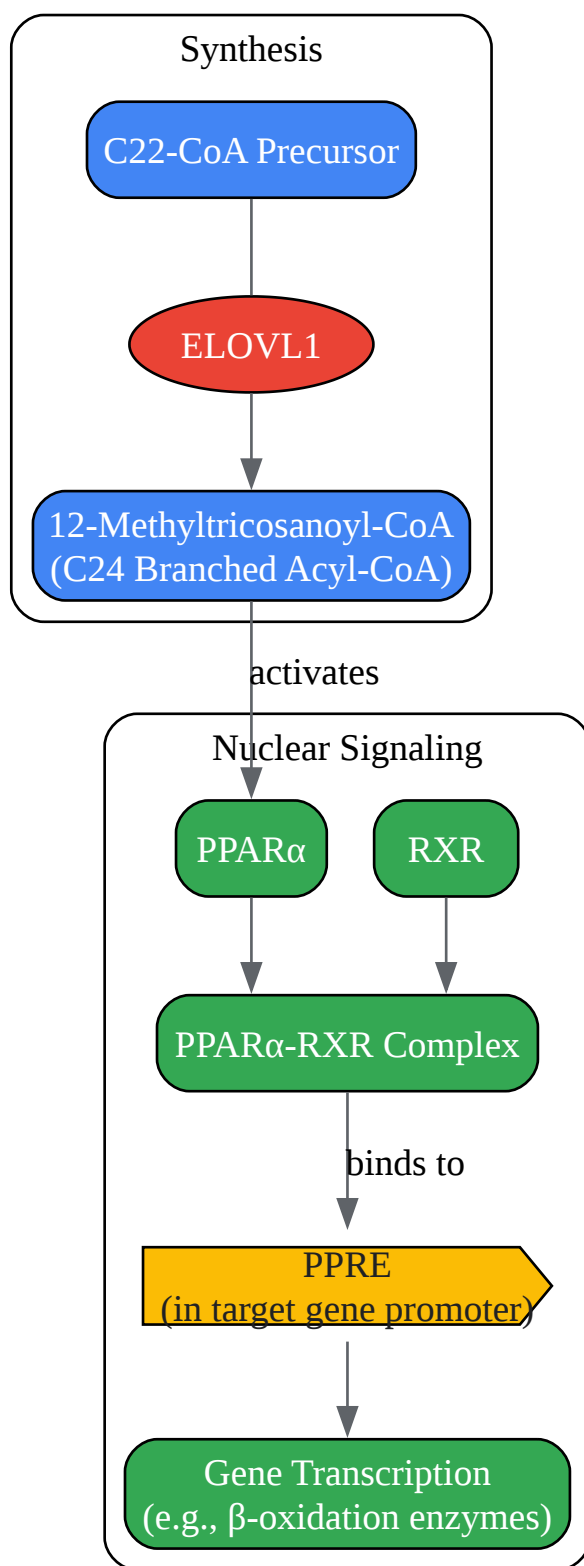 Synthesis
C22-CoA Precursor
ELOVL1
12-Methyltricosanoyl-CoA
(C24 Branched Acyl-CoA)
activates
Nuclear Signaling
PPARα
RXR
PPARα-RXR Complex
binds to
PPRE
(in target gene promoter)
Gene Transcription
(e.g., β-oxidation enzymes)